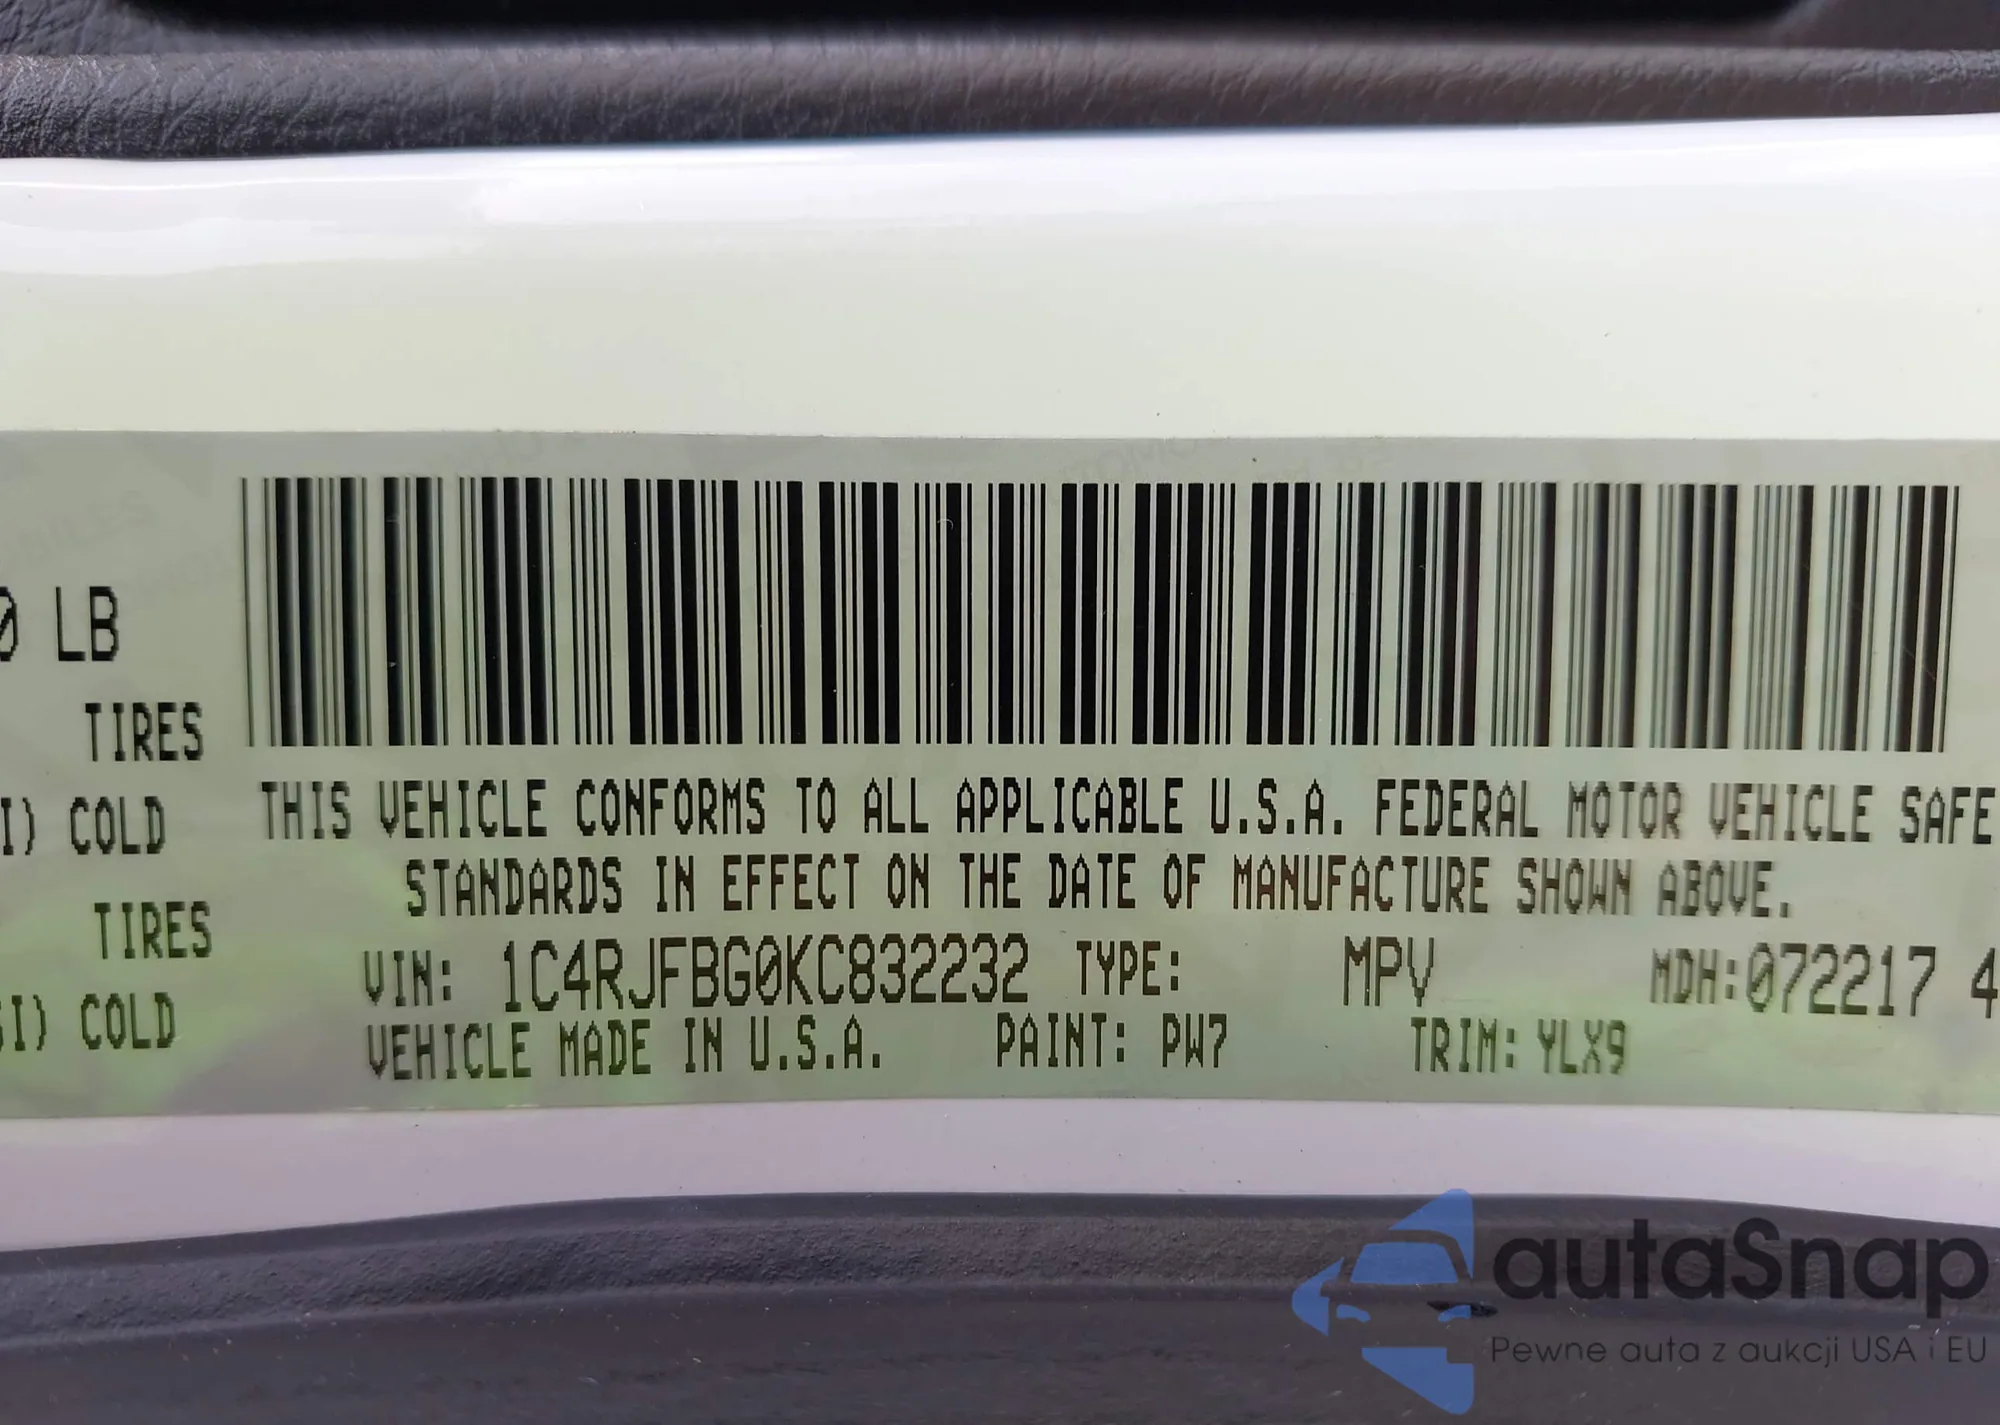 0 LB
TIRES
I) COLD
TIRES
SI) COLD
THIS VEHICLE CONFORMS TO ALL APPLICABLE U.S.A. FEDERAL MOTOR VEHICLE SAFE
STANDARDS IN EFFECT ON THE DATE OF MANUFACTURE SHOWN ABOVE.
VIN: 1C4RJFBG0KC832232 TYPE: MPV MDH:072217 4
VEHICLE MADE IN U.S.A. PAINT: PW7 TRIM: YLX9
autaSnap
Pewne auta z aukcji USA i EU